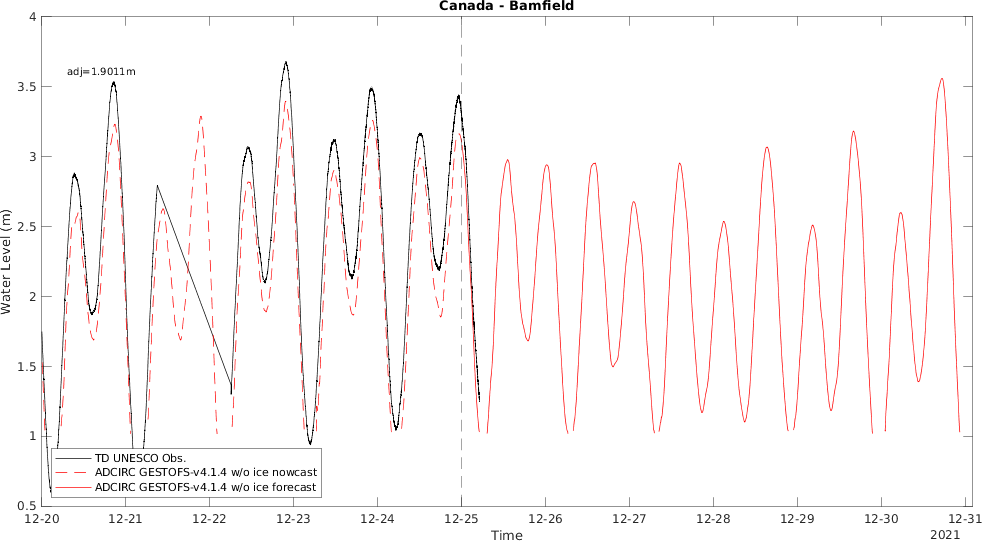 Canada - Bamfield
4
3.5
3
2.5
2
1.5
1
0.5
Water Level (m)
adj=1.9011m
TD UNESCO Obs.
ADCIRC GESTOFS-v4.1.4 w/o ice nowcast
ADCIRC GESTOFS-v4.1.4 w/o ice forecast
12-20 12-21 12-22 12-23 12-24 12-25 12-26 12-27 12-28 12-29 12-30 12-31
Time
2021